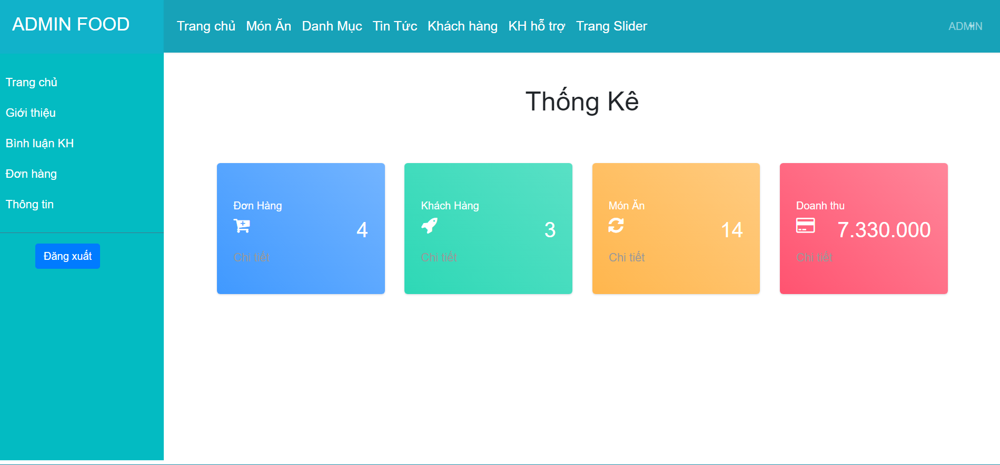 ADMIN FOOD
Trang chủ Món Ăn Danh Mục Tin Tức Khách hàng KH hỗ trợ Trang Slider
ADMIN
Trang chủ
Giới thiệu
Bình luận KH
Đơn hàng
Thông tin
Đăng xuất
Thống Kê
Đơn Hàng
4
Chi tiết
Khách Hàng
3
Chi tiết
Món Ăn
14
Chi tiết
Doanh thu
7.330.000
Chi tiết